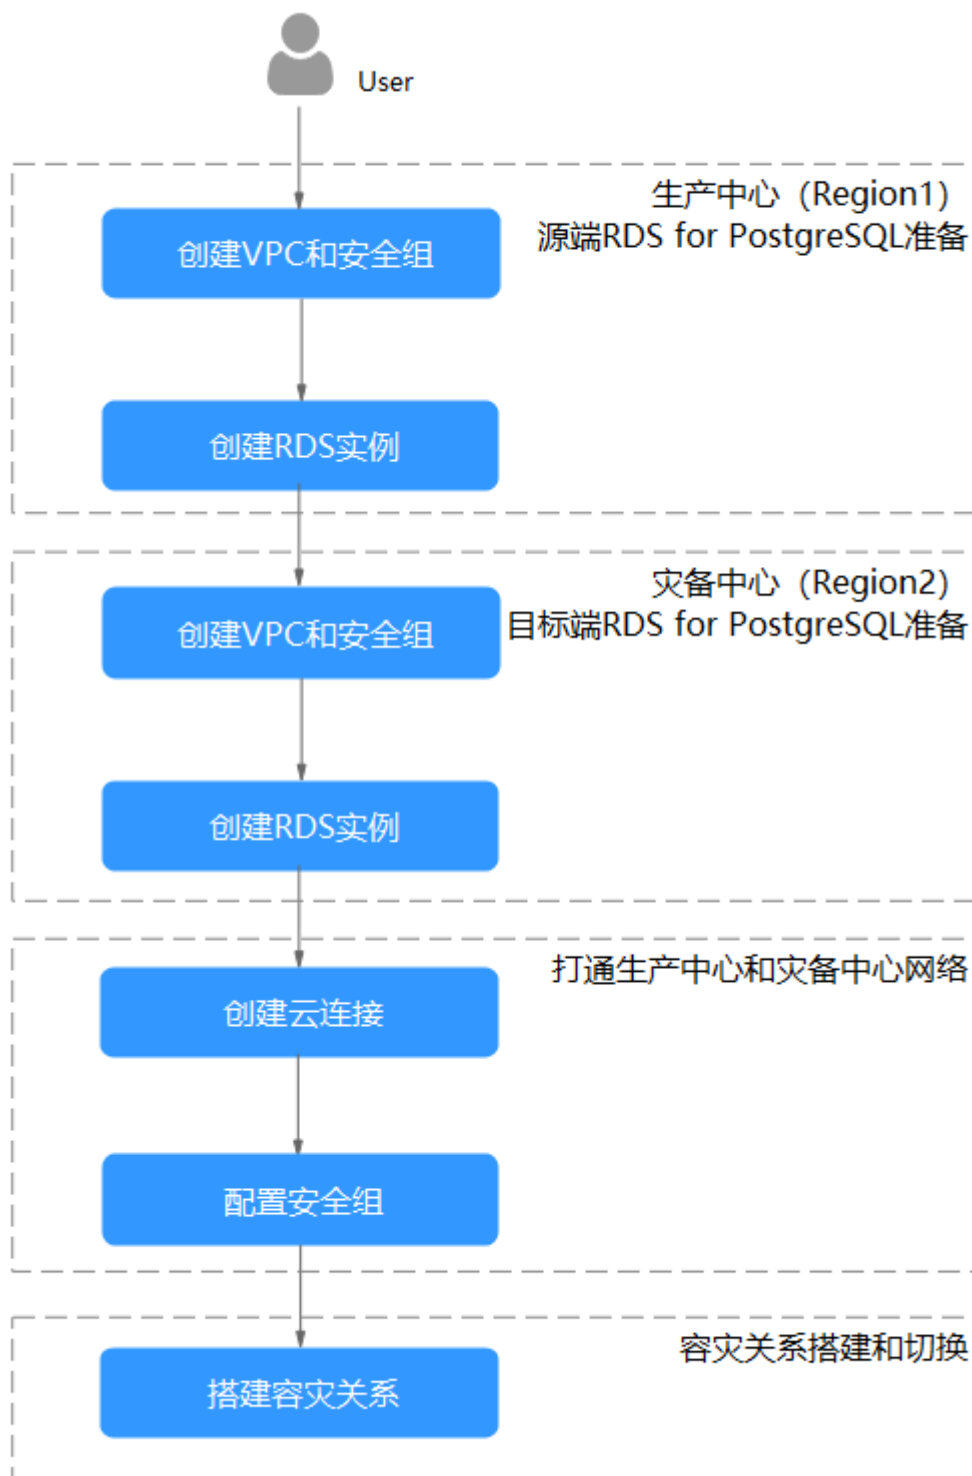 User
生产中心（Region1）
源端RDS for PostgreSQL准备
创建VPC和安全组
创建RDS实例
灾备中心（Region2）
目标端RDS for PostgreSQL准备
创建VPC和安全组
创建RDS实例
打通生产中心和灾备中心网络
创建云连接
配置安全组
容灾关系搭建和切换
搭建容灾关系